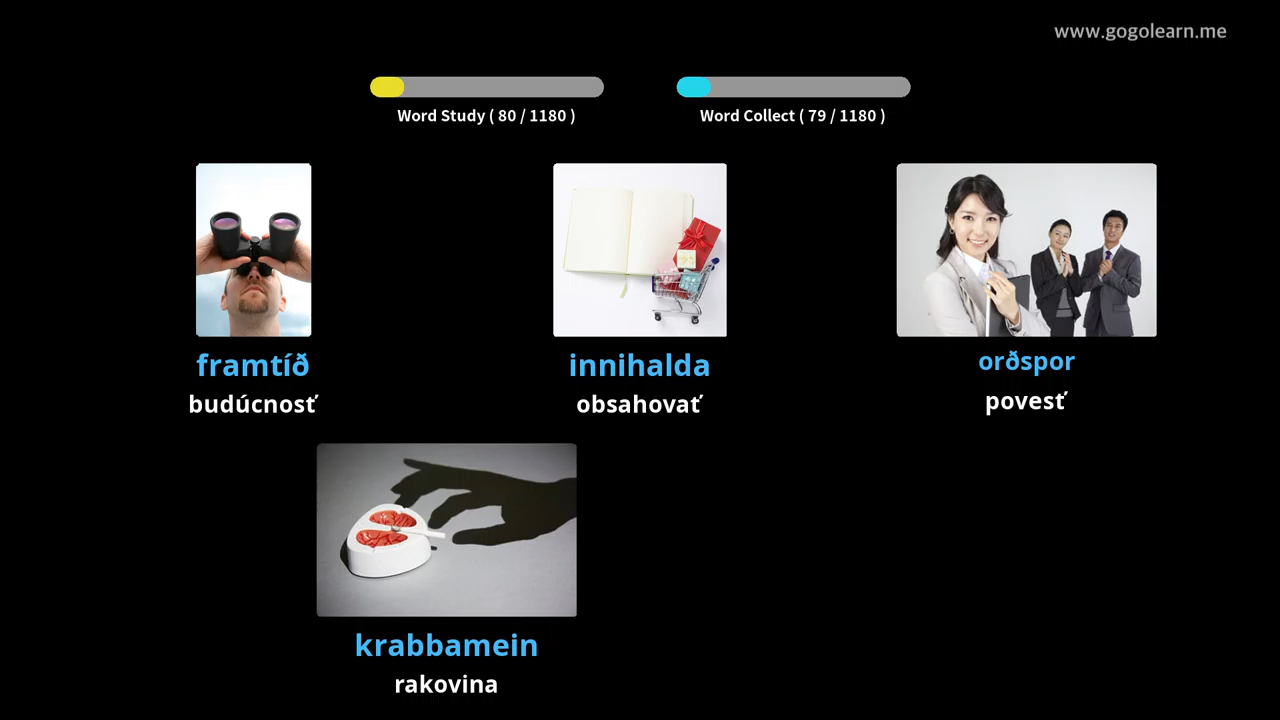 www.gogolearn.me
Word Study ( 80 / 1180 )
Word Collect ( 79 / 1180 )
framtíð
budúcnosť
innihalda
obsahovať
orðspor
povesť
krabbamein
rakovina